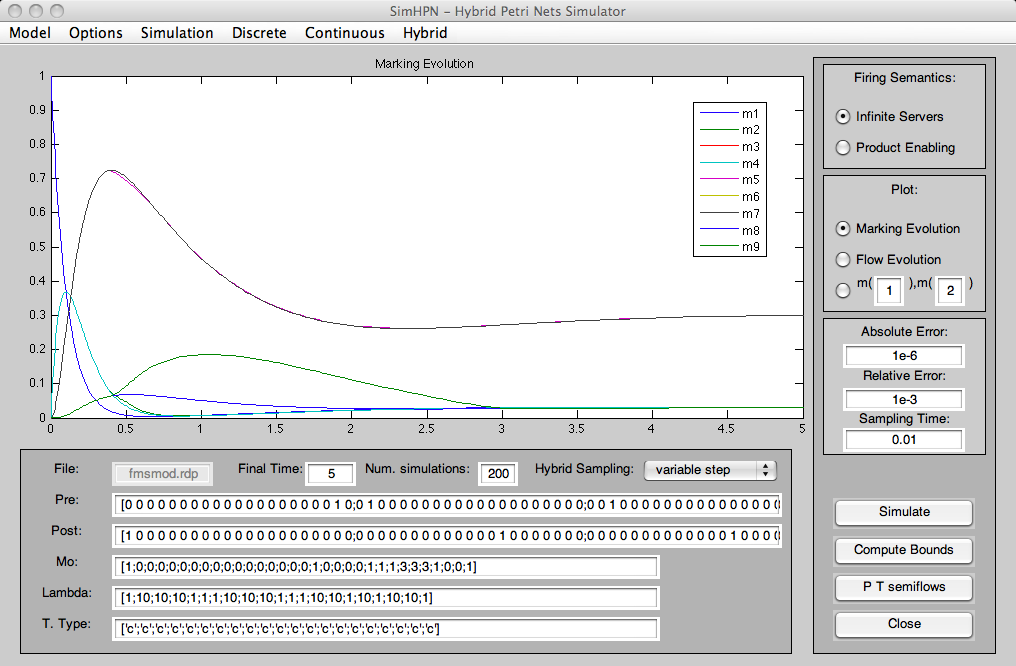 SimHPN - Hybrid Petri Nets Simulator
Model Options Simulation Discrete Continuous Hybrid
Marking Evolution
1
0.9
0.8
0.7
0.6
0.5
0.4
0.3
0.2
0.1
0
0 0.5 1 1.5 2 2.5 3 3.5 4 4.5 5
m1
m2
m3
m4
m5
m6
m7
m8
m9
Firing Semantics:
Infinite Servers
Product Enabling
Plot:
Marking Evolution
Flow Evolution
m( 1 ),m( 2 )
Absolute Error:
1e-6
Relative Error:
1e-3
Sampling Time:
0.01
File: fmsmod.rdp Final Time: 5 Num. simulations: 200 Hybrid Sampling: variable step
Pre: [0 0 0 0 0 0 0 0 0 0 0 0 0 0 0 0 0 0 0 1 0;0 1 0 0 0 0 0 0 0 0 0 0 0 0 0 0 0 0 0 0 0;0 0 1 0 0 0 0 0 0 0 0 0 0 0 0 0 0
Post: [1 0 0 0 0 0 0 0 0 0 0 0 0 0 0 0 0 0 0 0 0;0 0 0 0 0 0 0 0 0 0 0 0 0 1 0 0 0 0 0 0 0;0 0 0 0 0 0 0 0 0 0 0 0 1 0 0 0
Mo: [1;0;0;0;0;0;0;0;0;0;0;0;0;0;0;0;0;1;0;0;0;0;1;1;1;3;3;3;1;0;0;1]
Lambda: [1;10;10;10;1;1;1;10;10;10;1;1;1;10;10;1;10;1;10;10;1]
T. Type: ['c';'c';'c';'c';'c';'c';'c';'c';'c';'c';'c';'c';'c';'c';'c';'c';'c';'c';'c';'c';'c']
Simulate
Compute Bounds
P T semiflows
Close